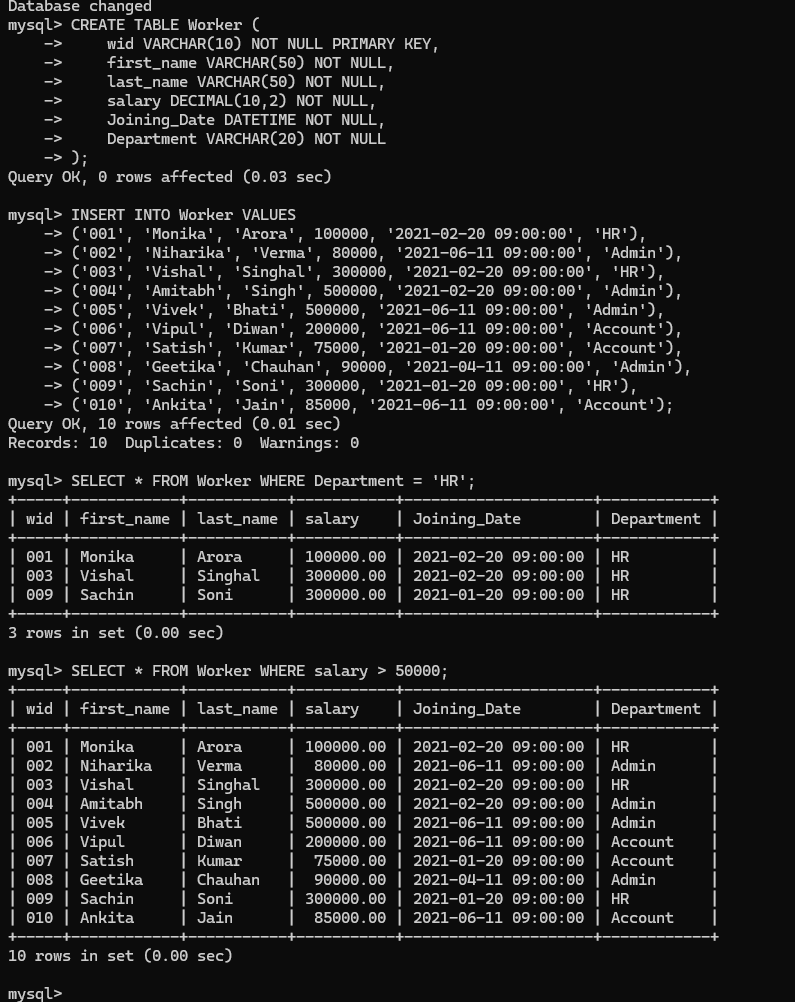 Database changed
mysql> CREATE TABLE Worker (
    ->     wid VARCHAR(10) NOT NULL PRIMARY KEY,
    ->     first_name VARCHAR(50) NOT NULL,
    ->     last_name VARCHAR(50) NOT NULL,
    ->     salary DECIMAL(10,2) NOT NULL,
    ->     Joining_Date DATETIME NOT NULL,
    ->     Department VARCHAR(20) NOT NULL
    -> );
Query OK, 0 rows affected (0.03 sec)

mysql> INSERT INTO Worker VALUES
    -> ('001', 'Monika', 'Arora', 100000, '2021-02-20 09:00:00', 'HR'),
    -> ('002', 'Niharika', 'Verma', 80000, '2021-06-11 09:00:00', 'Admin'),
    -> ('003', 'Vishal', 'Singhal', 300000, '2021-02-20 09:00:00', 'HR'),
    -> ('004', 'Amitabh', 'Singh', 500000, '2021-02-20 09:00:00', 'Admin'),
    -> ('005', 'Vivek', 'Bhati', 500000, '2021-06-11 09:00:00', 'Admin'),
    -> ('006', 'Vipul', 'Diwan', 200000, '2021-06-11 09:00:00', 'Account'),
    -> ('007', 'Satish', 'Kumar', 75000, '2021-01-20 09:00:00', 'Account'),
    -> ('008', 'Geetika', 'Chauhan', 90000, '2021-04-11 09:00:00', 'Admin'),
    -> ('009', 'Sachin', 'Soni', 300000, '2021-01-20 09:00:00', 'HR'),
    -> ('010', 'Ankita', 'Jain', 85000, '2021-06-11 09:00:00', 'Account');
Query OK, 10 rows affected (0.01 sec)
Records: 10  Duplicates: 0  Warnings: 0

mysql> SELECT * FROM Worker WHERE Department = 'HR';
+-----+------------+-----------+-----------+---------------------+------------+
| wid | first_name | last_name | salary    | Joining_Date        | Department |
+-----+------------+-----------+-----------+---------------------+------------+
| 001 | Monika     | Arora     | 100000.00 | 2021-02-20 09:00:00 | HR         |
| 003 | Vishal     | Singhal   | 300000.00 | 2021-02-20 09:00:00 | HR         |
| 009 | Sachin     | Soni      | 300000.00 | 2021-01-20 09:00:00 | HR         |
+-----+------------+-----------+-----------+---------------------+------------+
3 rows in set (0.00 sec)

mysql> SELECT * FROM Worker WHERE salary > 50000;
+-----+------------+-----------+-----------+---------------------+------------+
| wid | first_name | last_name | salary    | Joining_Date        | Department |
+-----+------------+-----------+-----------+---------------------+------------+
| 001 | Monika     | Arora     | 100000.00 | 2021-02-20 09:00:00 | HR         |
| 002 | Niharika   | Verma     |  80000.00 | 2021-06-11 09:00:00 | Admin      |
| 003 | Vishal     | Singhal   | 300000.00 | 2021-02-20 09:00:00 | HR         |
| 004 | Amitabh    | Singh     | 500000.00 | 2021-02-20 09:00:00 | Admin      |
| 005 | Vivek      | Bhati     | 500000.00 | 2021-06-11 09:00:00 | Admin      |
| 006 | Vipul      | Diwan     | 200000.00 | 2021-06-11 09:00:00 | Account    |
| 007 | Satish     | Kumar     |  75000.00 | 2021-01-20 09:00:00 | Account    |
| 008 | Geetika    | Chauhan   |  90000.00 | 2021-04-11 09:00:00 | Admin      |
| 009 | Sachin     | Soni      | 300000.00 | 2021-01-20 09:00:00 | HR         |
| 010 | Ankita     | Jain      |  85000.00 | 2021-06-11 09:00:00 | Account    |
+-----+------------+-----------+-----------+---------------------+------------+
10 rows in set (0.00 sec)

mysql>